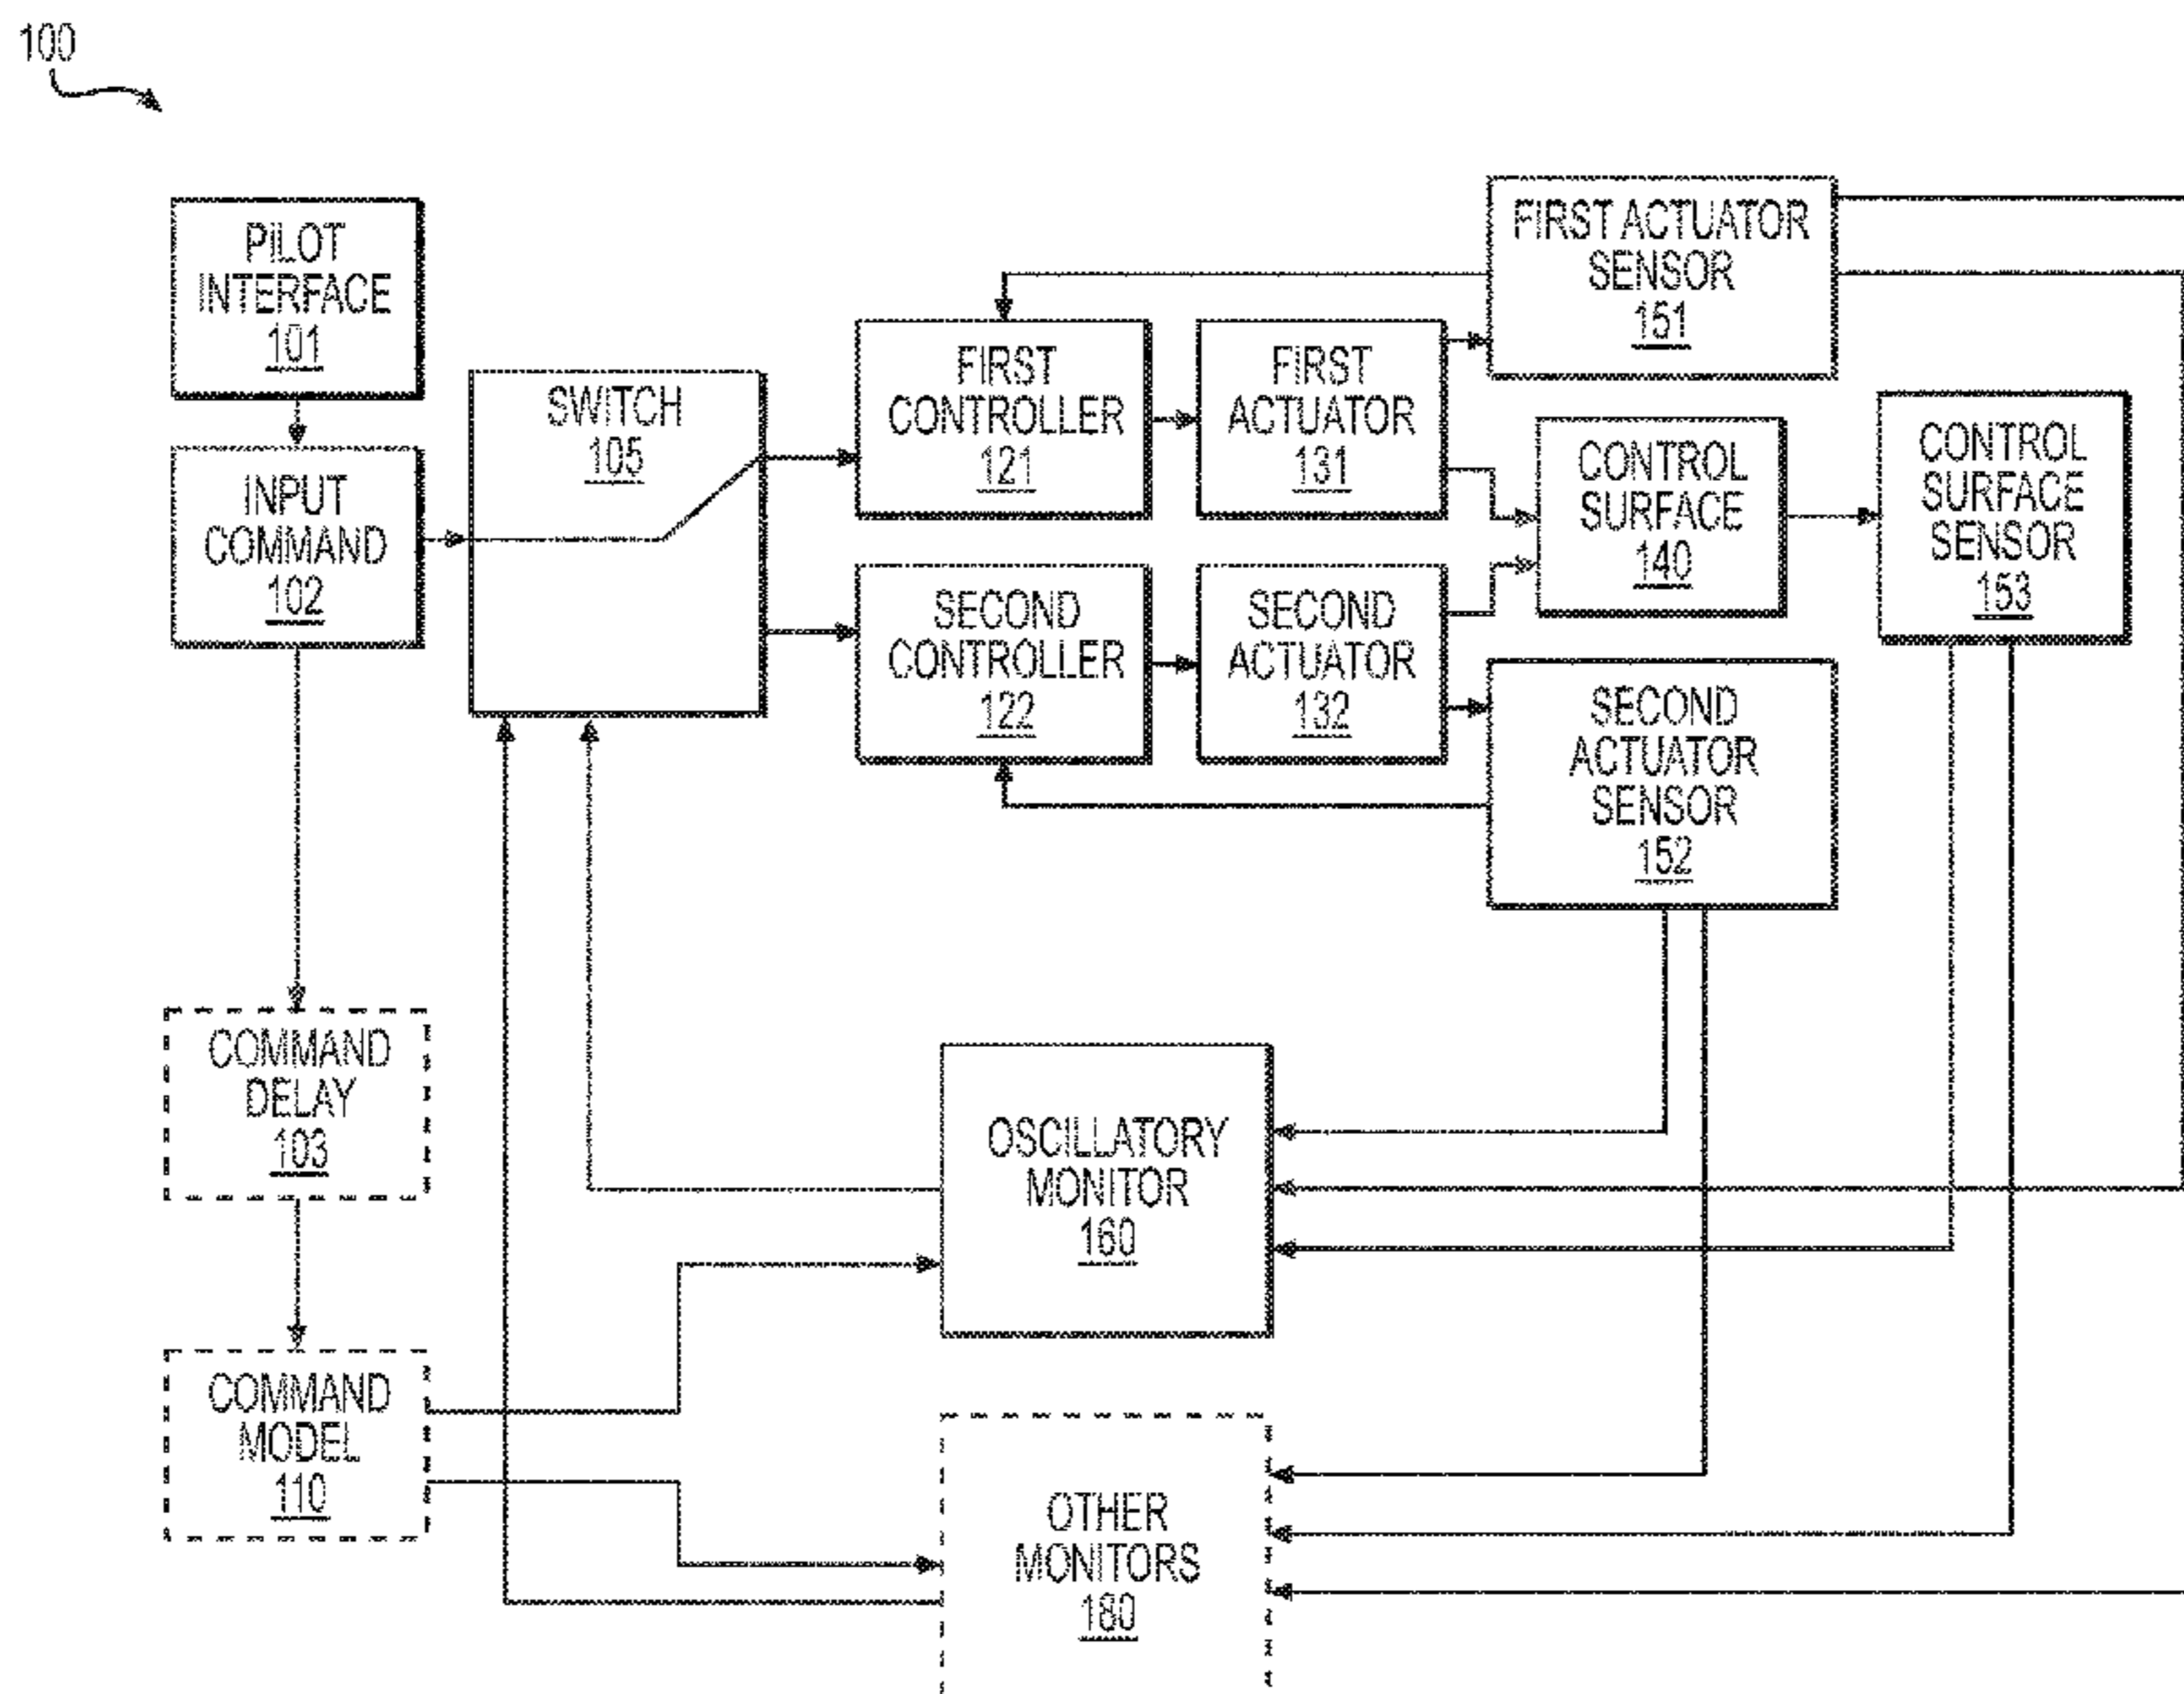 100
PILOT
INTERFACE
101
INPUT
COMMAND
102
SWITCH
105
FIRST
CONTROLLER
121
FIRST
ACTUATOR
131
FIRST ACTUATOR
SENSOR
151
CONTROL
SURFACE
140
CONTROL
SURFACE
SENSOR
153
SECOND
CONTROLLER
122
SECOND
ACTUATOR
132
SECOND
ACTUATOR
SENSOR
152
COMMAND
DELAY
103
OSCILLATORY
MONITOR
160
COMMAND
MODEL
110
OTHER
MONITORS
180